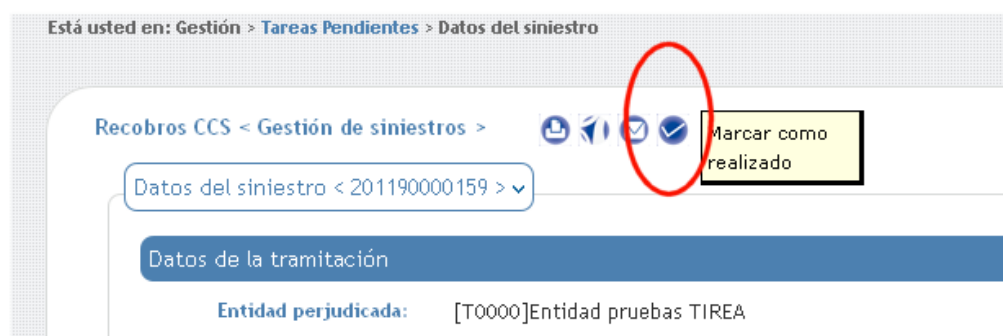 Está usted en: Gestión > Tareas Pendientes > Datos del siniestro
Recobros CCS < Gestión de siniestros >
Marcar como
realizado
Datos del siniestro < 201190000159 >
Datos de la tramitación
Entidad perjudicada: [T0000]Entidad pruebas TIREA